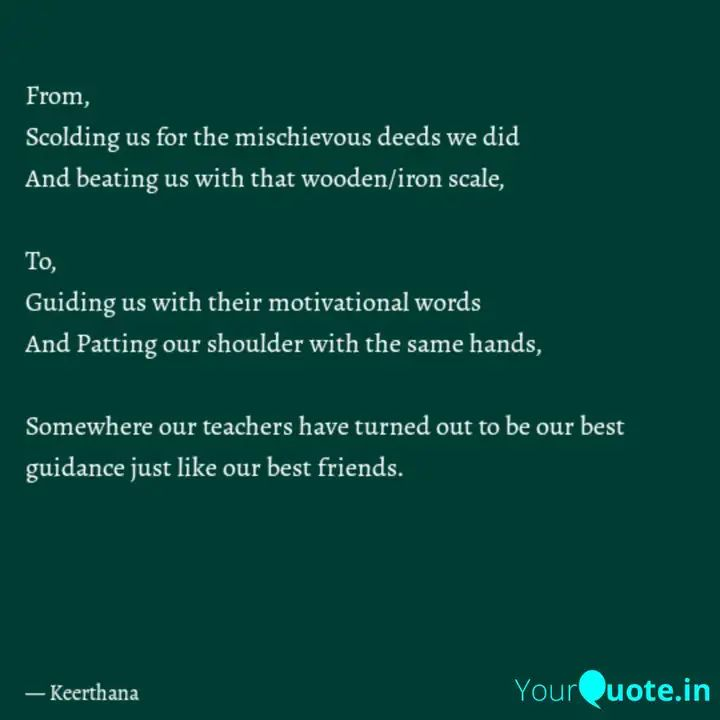 From,
Scolding us for the mischievous deeds we did
And beating us with that wooden/iron scale,
To,
Guiding us with their motivational words
And Patting our shoulder with the same hands,
Somewhere our teachers have turned out to be our best
guidance just like our best friends.
— Keerthana
YourQuote.in